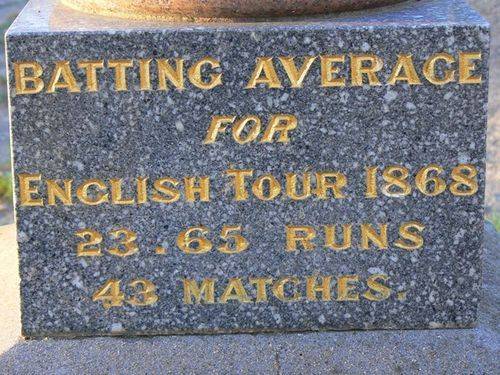 BATTING AVERAGE
FOR
ENGLISH TOUR 1868
23.65 RUNS
43 MATCHES.